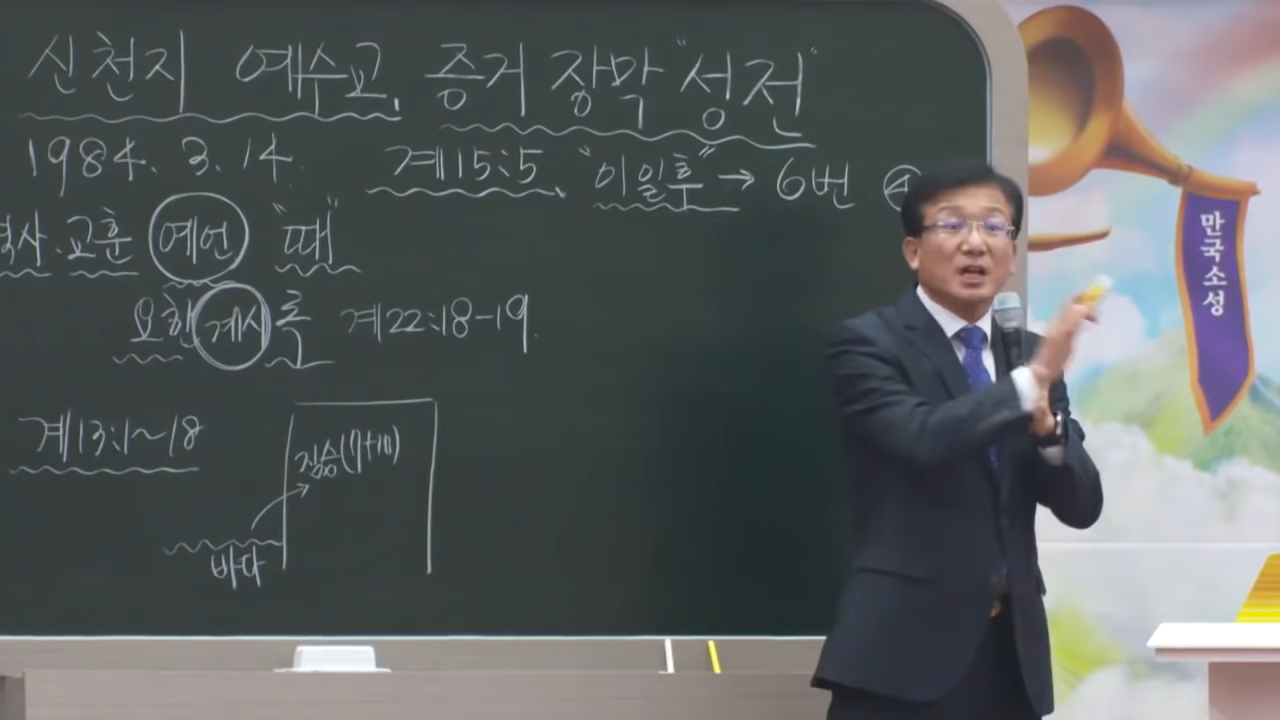 신천지 예수교, 증거 장막 "성전"
1984. 3. 14. 계15:5, "이일후" → 6번 ④
역사·교훈 예언 "때"
요한계시록 계22:18-19.
계13:1~18
짐승(7+10)
바다
만국소성